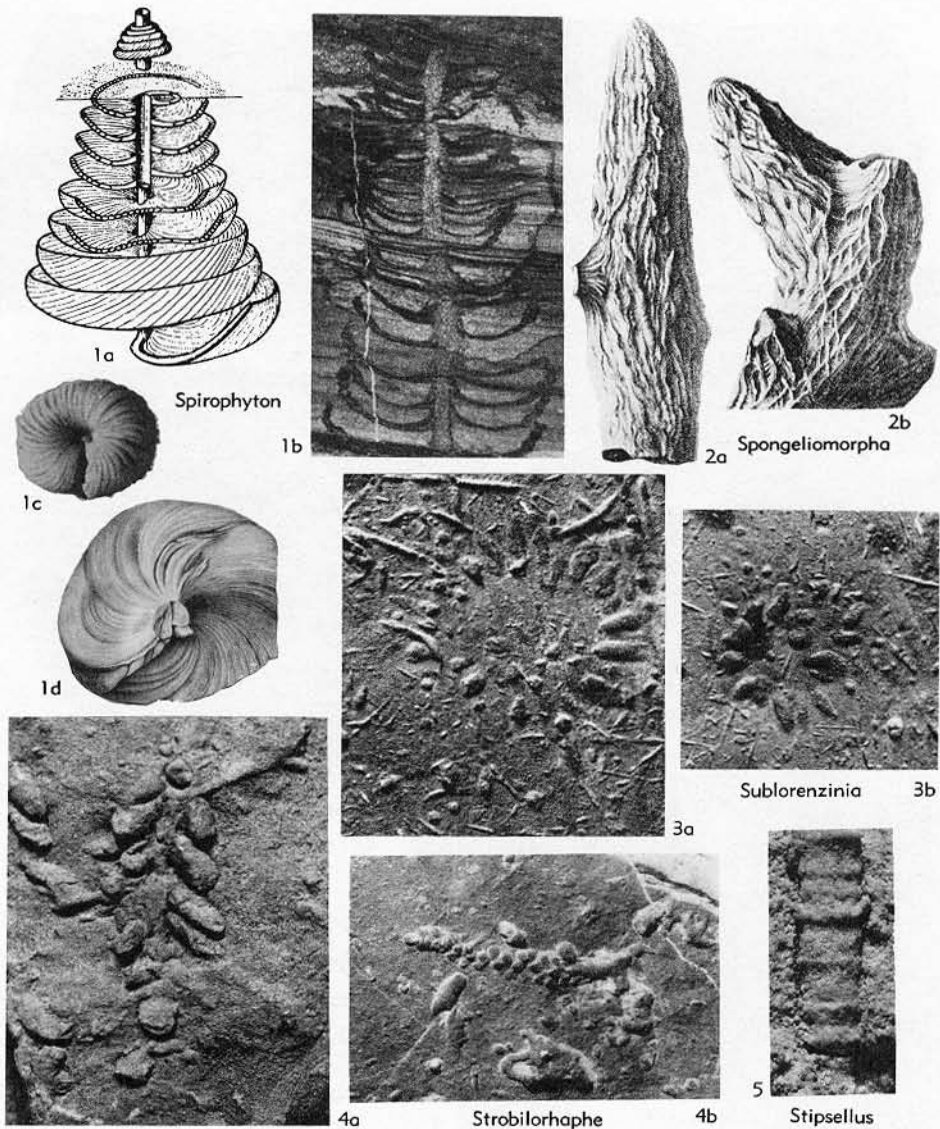 1a
Spirophyton
1b
2a
2b
Spongeliomorpha
1c
1d
3a
Sublorenzinia 3b
4a
Strobilorhaphe
4b
5
Stipsellus